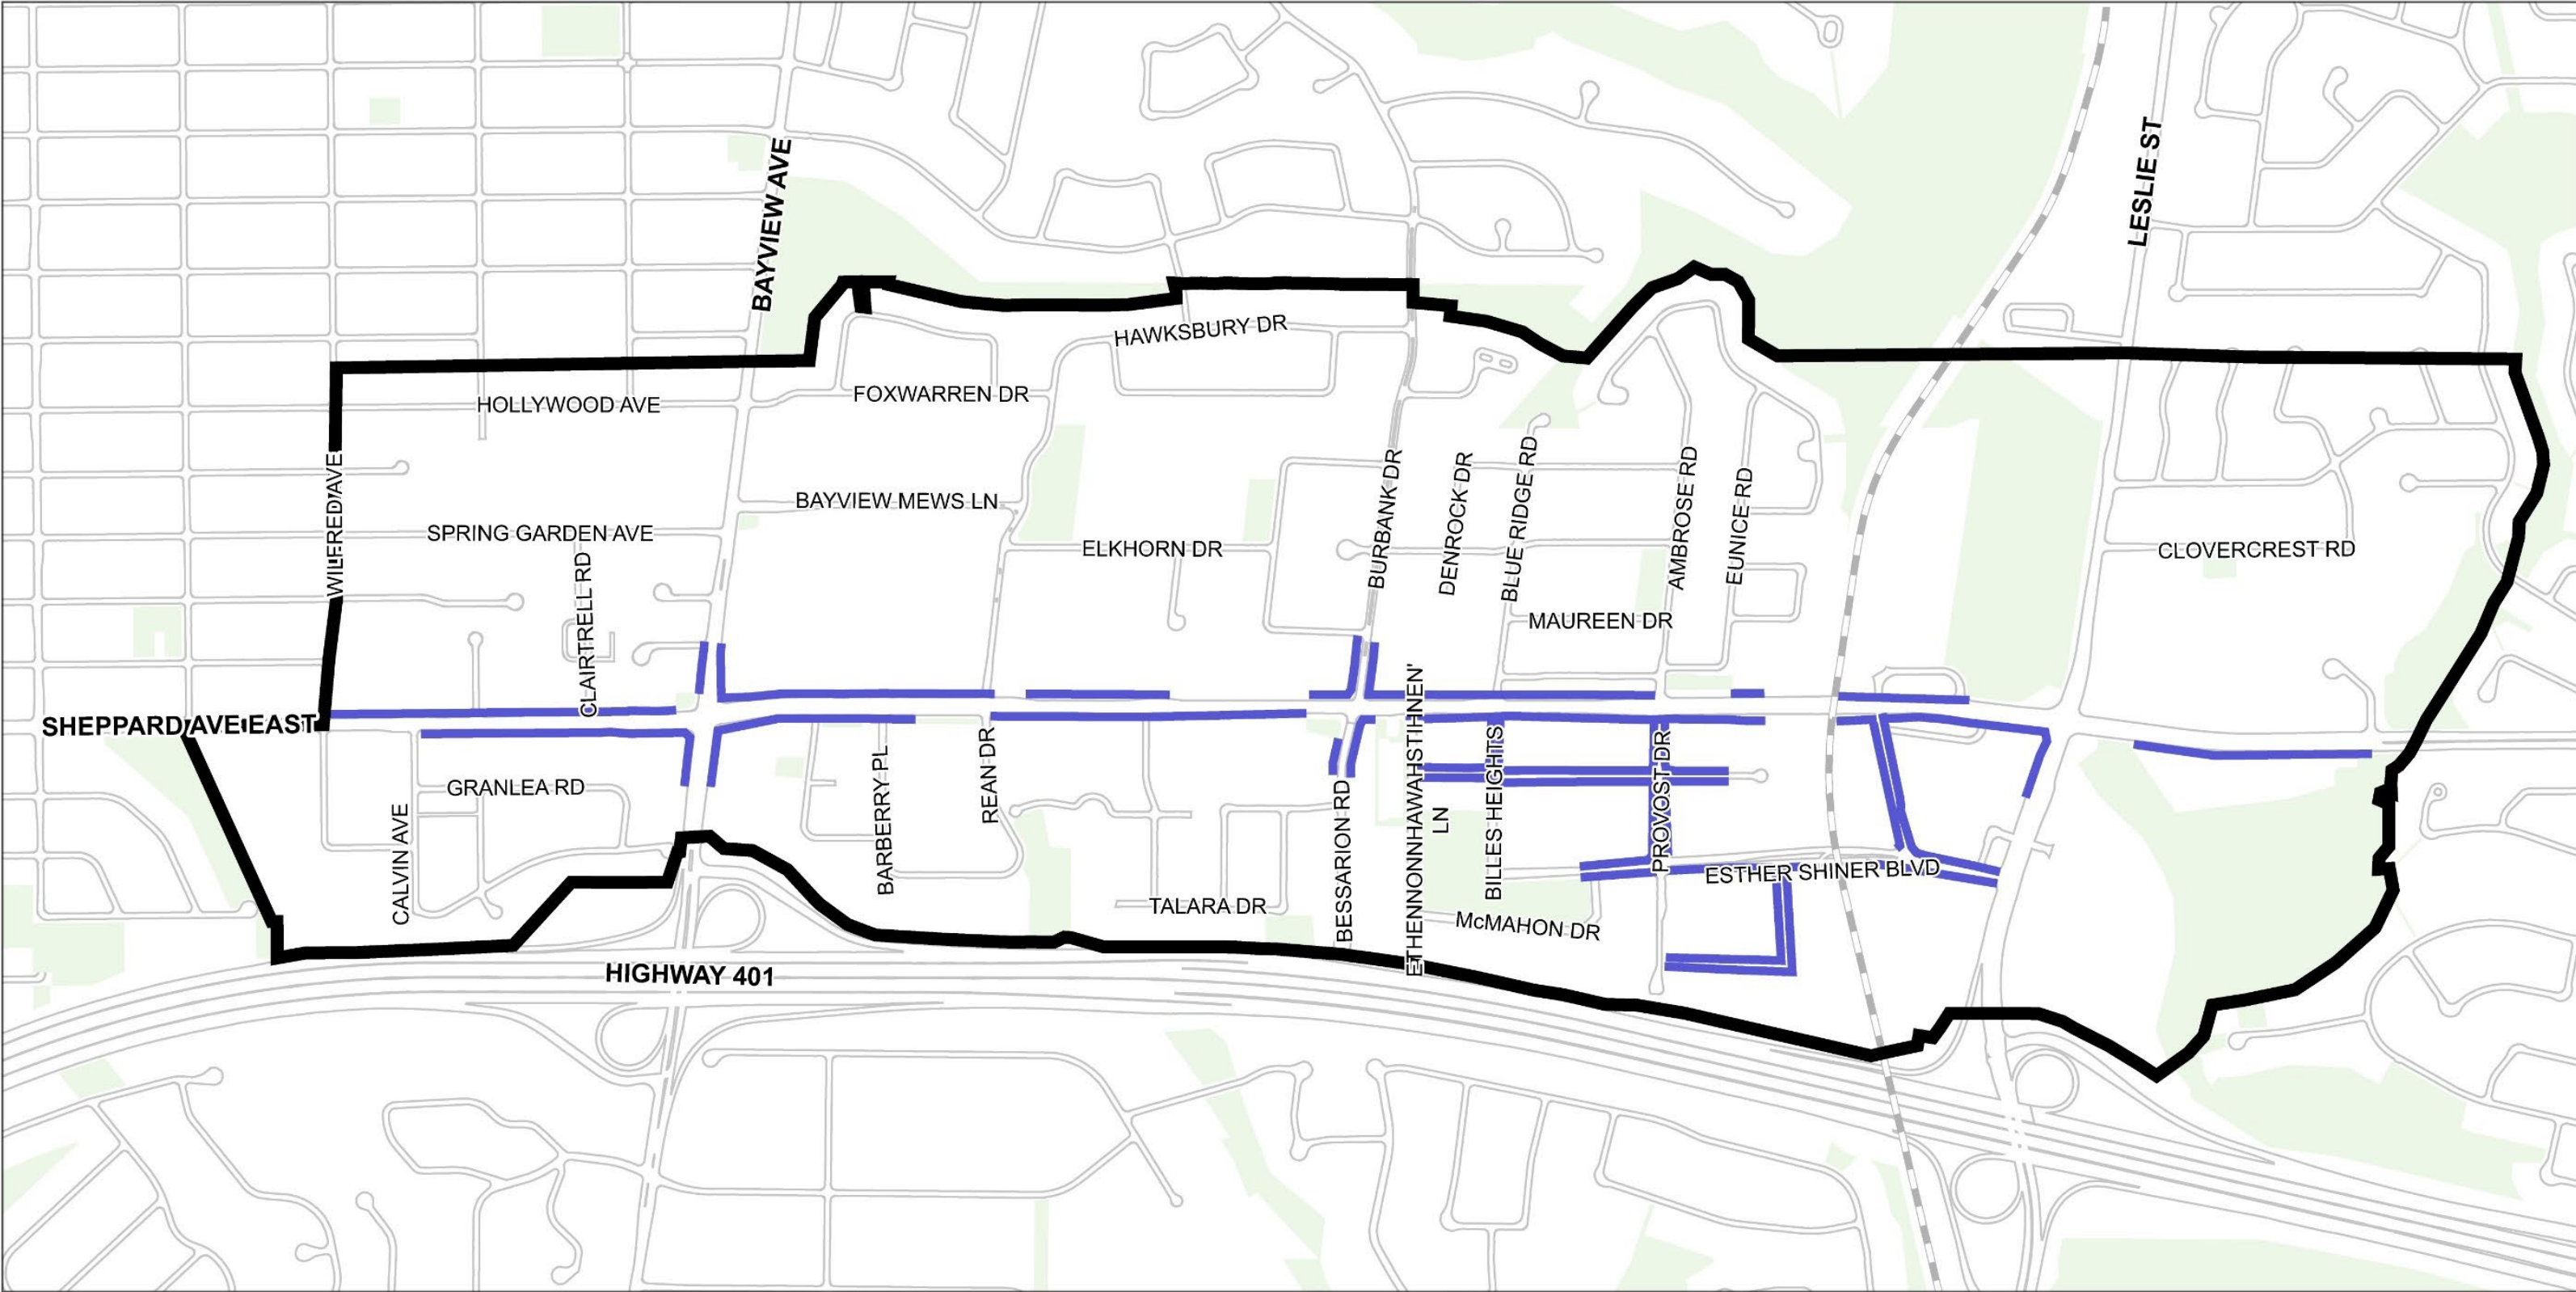 LESLIE ST
BAYVIEW AVE
HAWKSBURY DR
FOXWARREN DR
HOLLYWOOD AVE
BAYVIEW MEWS LN
WILFRED AVE
SPRING GARDEN AVE
ELKHORN DR
BURBANK DR
DENROCK DR
BLUE RIDGE RD
AMBROSE RD
EUNICE RD
CLOVERCREST RD
CLAIRTRELL RD
MAUREEN DR
SHEPPARD AVE EAST
GRANLEA RD
CALVIN AVE
BARBERRY PL
REAN DR
BESSARION RD
ETHENNONNHAWAHSTIHNEN'
LN
BILLES HEIGHTS
PROVOST DR
ESTHER SHINER BLVD
TALARA DR
McMAHON DR
HIGHWAY 401